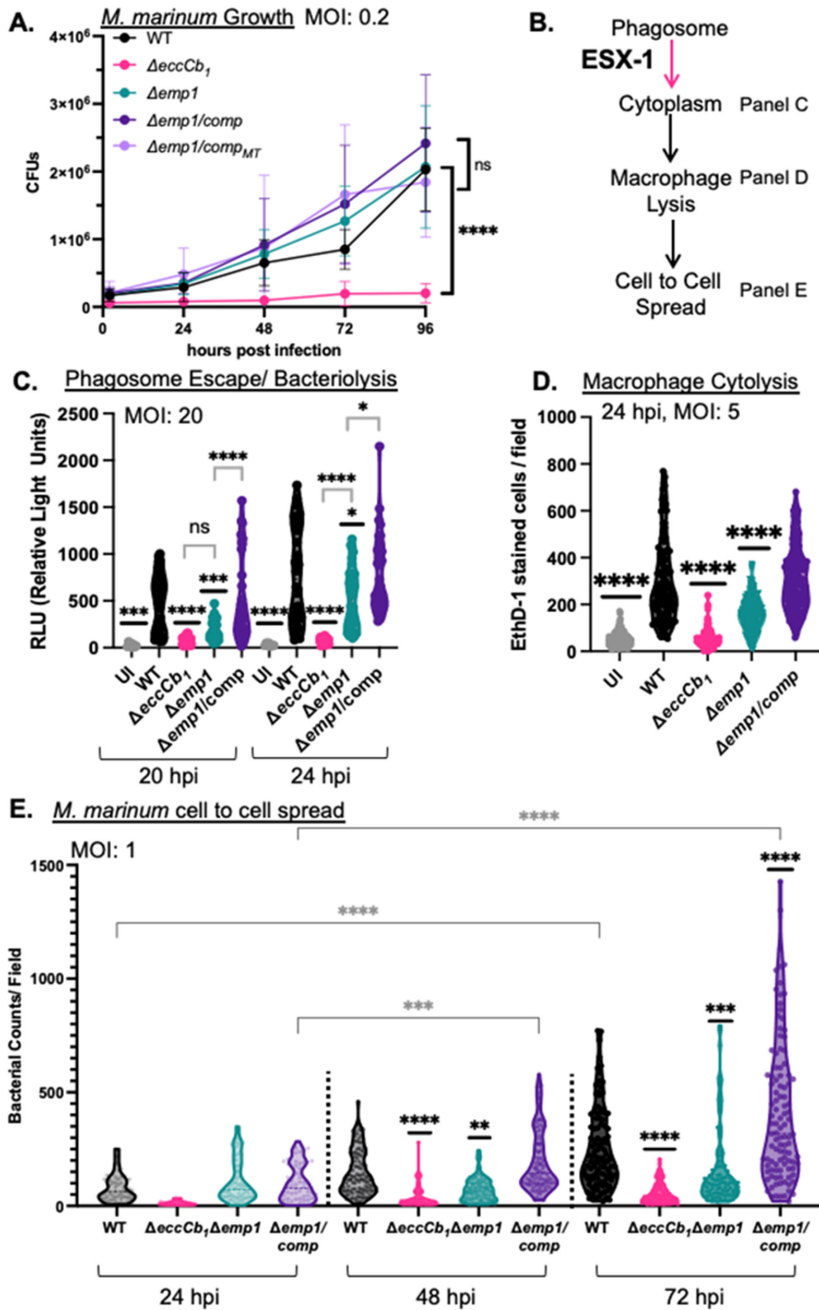 A. M. marinum Growth MOI: 0.2
WT
ΔeccCb₁
Δemp1
Δemp1/comp
Δemp1/comp_MT
CFUs
4×10⁶
3×10⁶
2×10⁶
1×10⁶
0
0 24 48 72 96
hours post infection
ns
****
B.
Phagosome
ESX-1
Cytoplasm Panel C
Macrophage Lysis Panel D
Cell to Cell Spread Panel E
C. Phagosome Escape/ Bacteriolysis
MOI: 20
RLU (Relative Light Units)
2500
2000
1500
1000
500
0
*** **** ns *** **** **** **** **** * *
UI WT ΔeccCb₁ Δemp1 Δemp1/comp UI WT ΔeccCb₁ Δemp1 Δemp1/comp
20 hpi 24 hpi
D. Macrophage Cytolysis
24 hpi, MOI: 5
EthD-1 stained cells / field
1000
800
600
400
200
0
**** **** ****
UI WT ΔeccCb₁ Δemp1 Δemp1/comp
E. M. marinum cell to cell spread
MOI: 1
Bacterial Counts/ Field
1500
1000
500
0
****
****
****
***
***
**** ** ****
WT ΔeccCb₁ Δemp1 Δemp1/comp WT ΔeccCb₁ Δemp1 Δemp1/comp WT ΔeccCb₁ Δemp1 Δemp1/comp
24 hpi 48 hpi 72 hpi